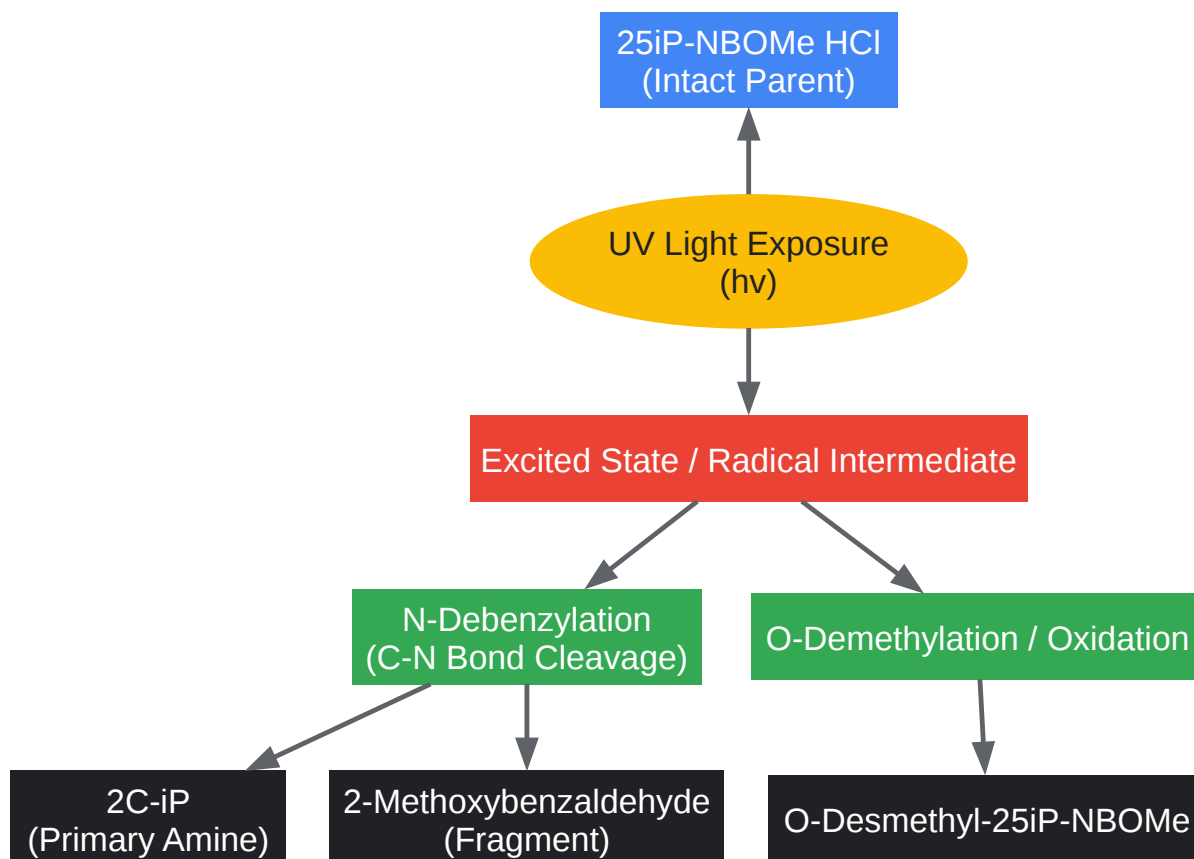 25iP-NBOMe HCl
(Intact Parent)
UV Light Exposure
(hv)
Excited State / Radical Intermediate
N-Debenzylation
(C-N Bond Cleavage)
O-Demethylation / Oxidation
2C-iP
(Primary Amine)
2-Methoxybenzaldehyde
(Fragment)
O-Desmethyl-25iP-NBOMe